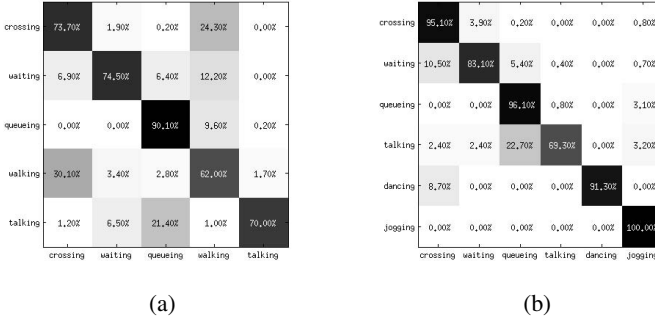 crossing 73.70% 1.90% 0.20% 24.30% 0.00%
waiting 6.90% 74.50% 6.40% 12.20% 0.00%
queueing 0.00% 0.00% 90.10% 9.60% 0.20%
walking 30.10% 3.40% 2.80% 62.00% 1.70%
talking 1.20% 6.50% 21.40% 1.00% 70.00%
crossing waiting queueing walking talking
(a)
crossing 95.10% 3.90% 0.20% 0.00% 0.00% 0.80%
waiting 10.50% 83.10% 5.40% 0.40% 0.00% 0.70%
queueing 0.00% 0.00% 96.10% 0.80% 0.00% 3.10%
talking 2.40% 2.40% 22.70% 69.30% 0.00% 3.20%
dancing 8.70% 0.00% 0.00% 0.00% 91.30% 0.00%
jogging 0.00% 0.00% 0.00% 0.00% 0.00% 100.00%
crossing waiting queueing talking dancing jogging
(b)